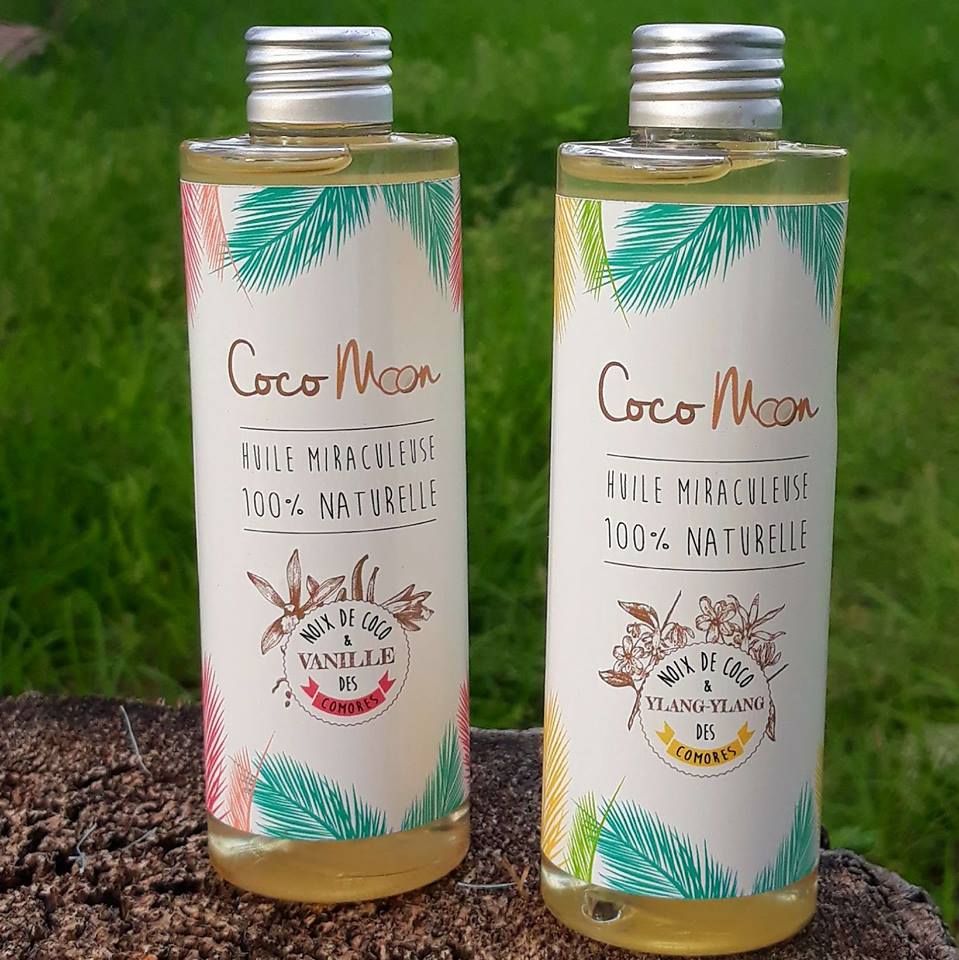 Coco Moon
HUILE MIRACULEUSE
100% NATURELLE
NOIX DE COCO
&
VANILLE
DES
COMORES
Coco Moon
HUILE MIRACULEUSE
100% NATURELLE
NOIX DE COCO
&
YLANG-YLANG
DES
COMORES